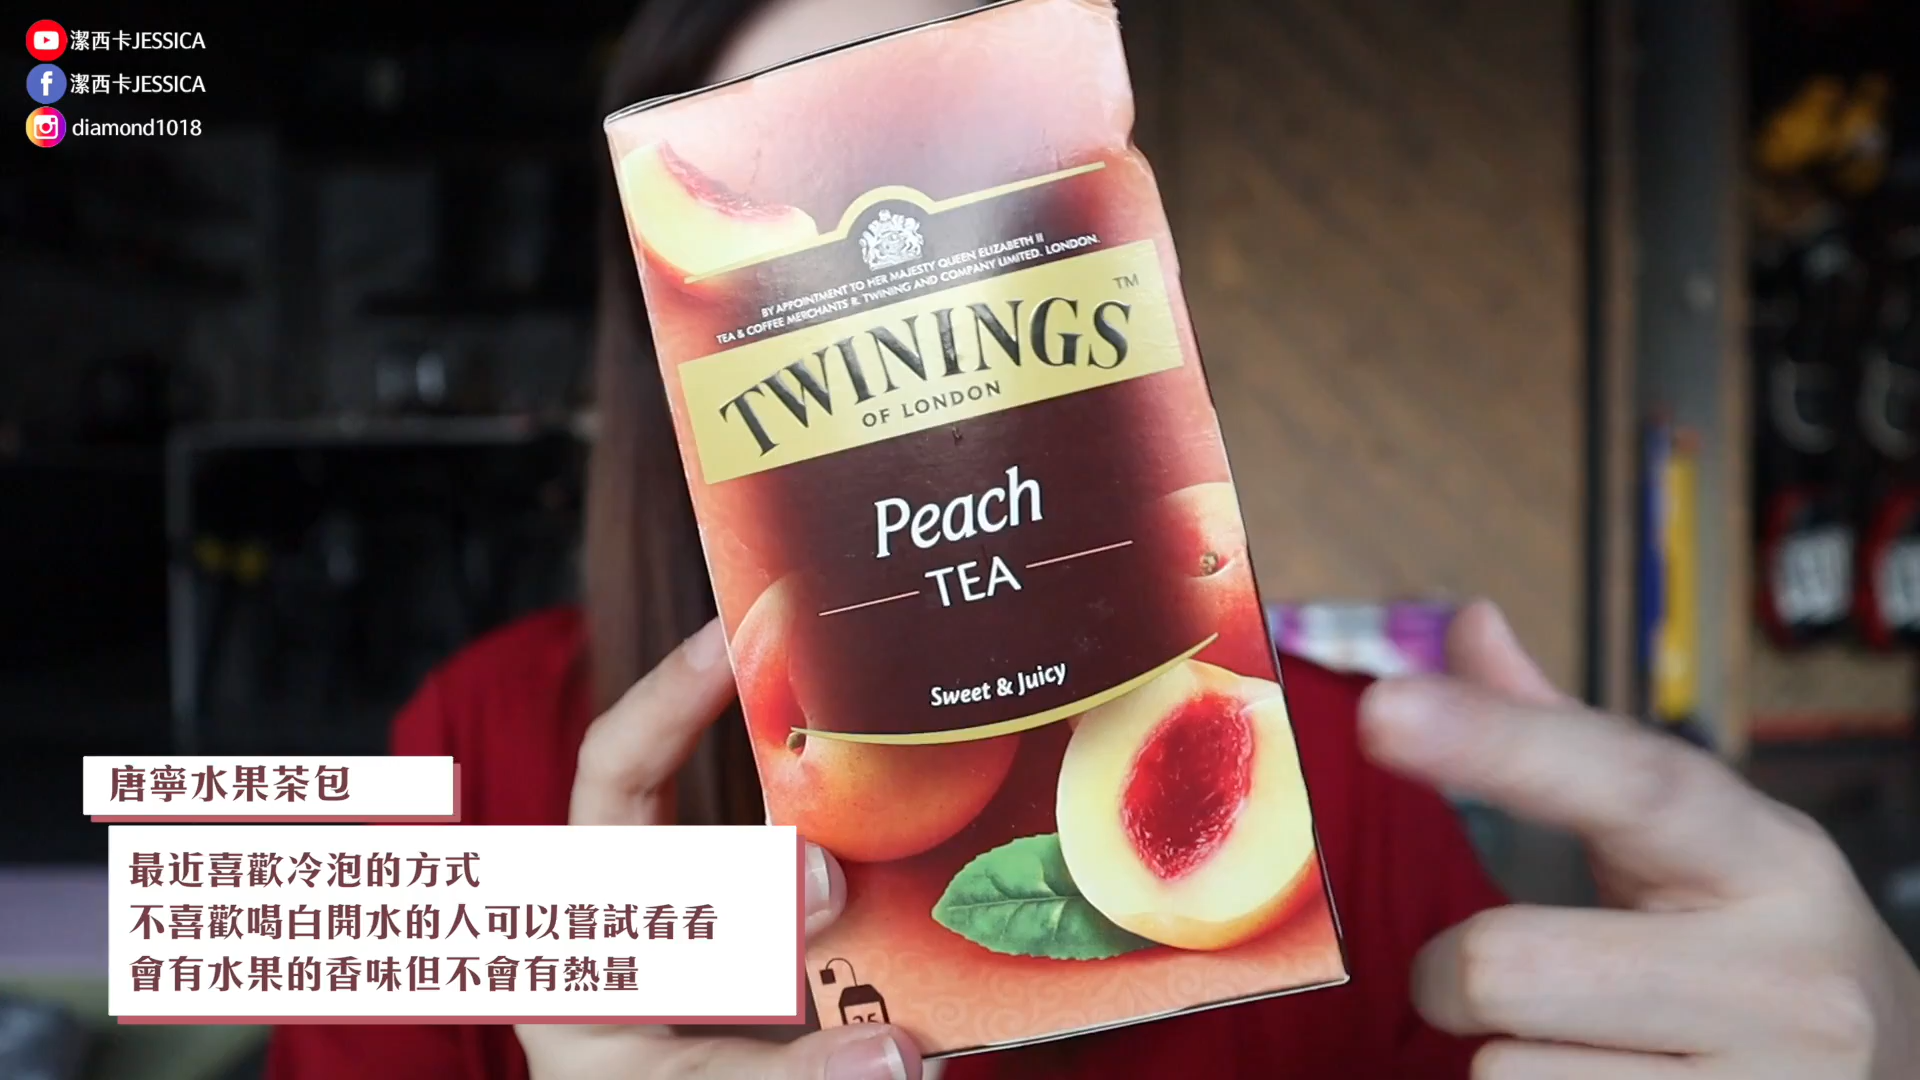 潔西卡JESSICA
潔西卡JESSICA
diamond1018
BY APPOINTMENT TO HER MAJESTY QUEEN ELIZABETH II
TEA & COFFEE MERCHANTS R. TWINING AND COMPANY LIMITED. LONDON.
TWININGS™
OF LONDON
Peach
TEA
Sweet & Juicy
25
唐寧水果茶包
最近喜歡冷泡的方式
不喜歡喝白開水的人可以嘗試看看
會有水果的香味但不會有熱量